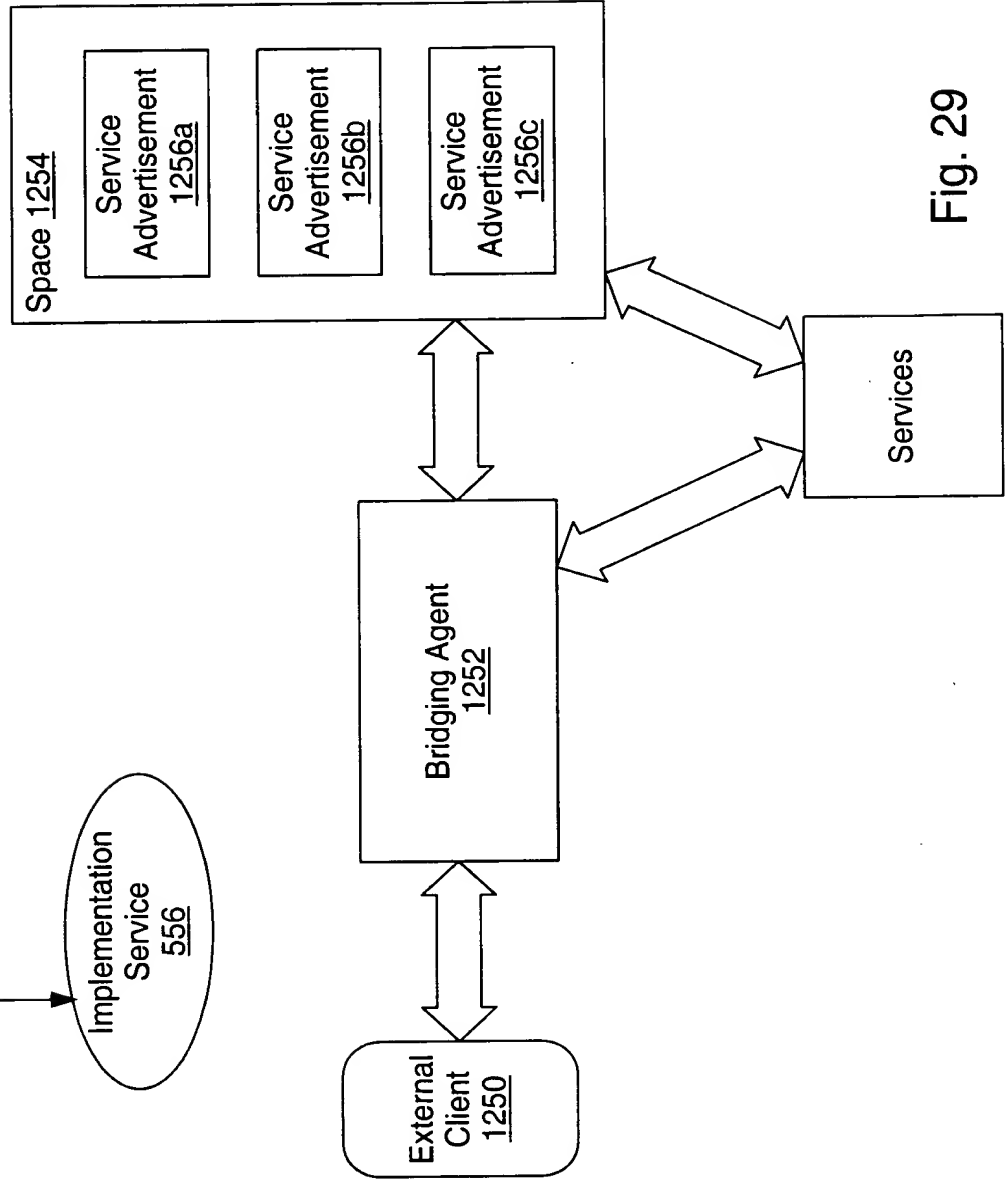 Implementation
Service
556
External
Client
1250
Bridging Agent
1252
Space 1254
Service
Advertisement
1256a
Service
Advertisement
1256b
Service
Advertisement
1256c
Services
Fig. 29